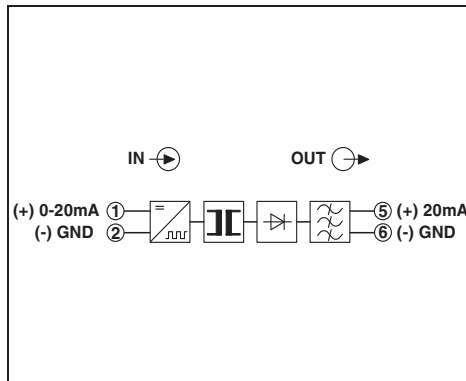 IN OUT
(+) 0-20mA 1 5 (+) 20mA
(-) GND 2 6 (-) GND